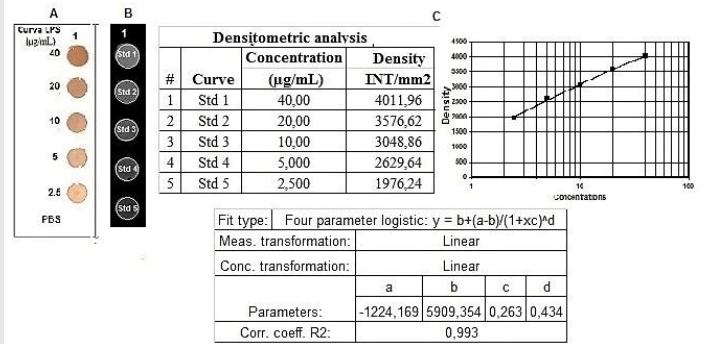 A
Curva LPS
(µg/mL)
1
40
20
10
5
2.5
PBS
B
1
Std 1
Std 2
Std 3
Std 4
Std 5
Densitometric analysis
# Curve Concentration (µg/mL) Density INT/mm2
1 Std 1 40,00 4011,96
2 Std 2 20,00 3576,62
3 Std 3 10,00 3048,86
4 Std 4 5,000 2629,64
5 Std 5 2,500 1976,24
C
Density
4000
3000
2500
2000
1500
1000
500
0
1 10 100
Concentrations
Fit type: Four parameter logistic: y = b+(a-b)/(1+xc)^d
Meas. transformation: Linear
Conc. transformation: Linear
a b c d
Parameters: -1224,169 5909,354 0,263 0,434
Corr. coeff. R2: 0,993